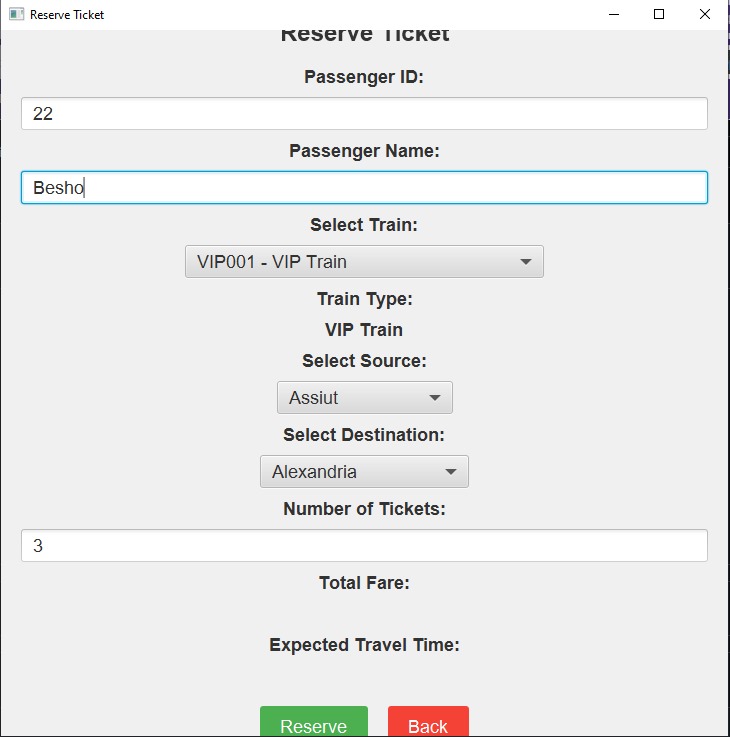 Reserve Ticket
Reserve Ticket
Passenger ID:
22
Passenger Name:
Besho
Select Train:
VIP001 - VIP Train
Train Type:
VIP Train
Select Source:
Assiut
Select Destination:
Alexandria
Number of Tickets:
3
Total Fare:
Expected Travel Time:
Reserve Back